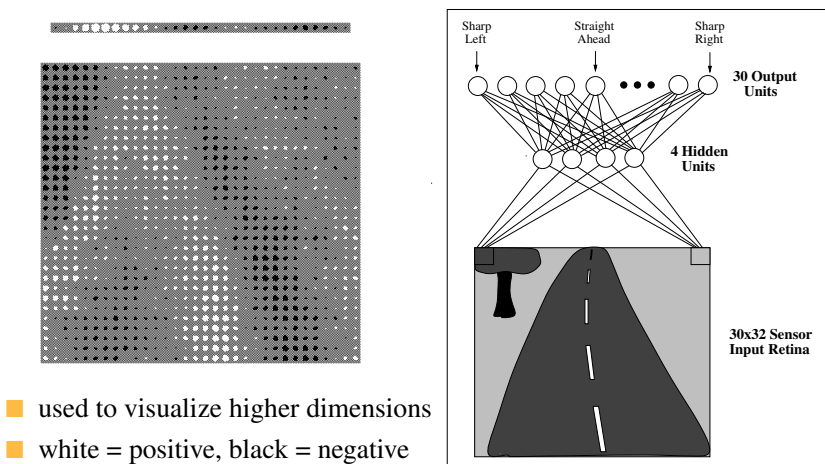 used to visualize higher dimensions
white = positive, black = negative
Sharp Left
Straight Ahead
Sharp Right
30 Output Units
4 Hidden Units
30x32 Sensor Input Retina